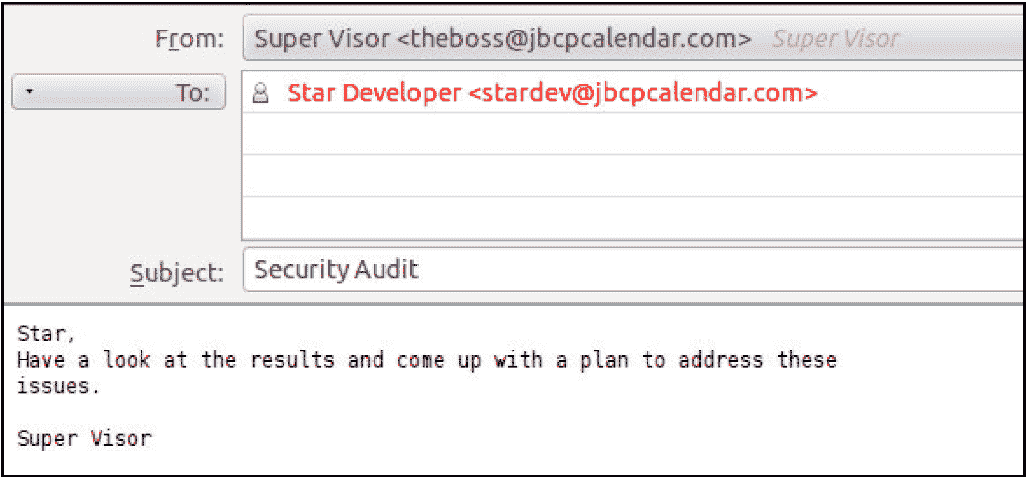 From: Super Visor <theboss@jbcpcalendar.com> Super Visor
To: Star Developer <stardev@jbcpcalendar.com>
Subject: Security Audit
Star,
Have a look at the results and come up with a plan to address these
issues.
Super Visor